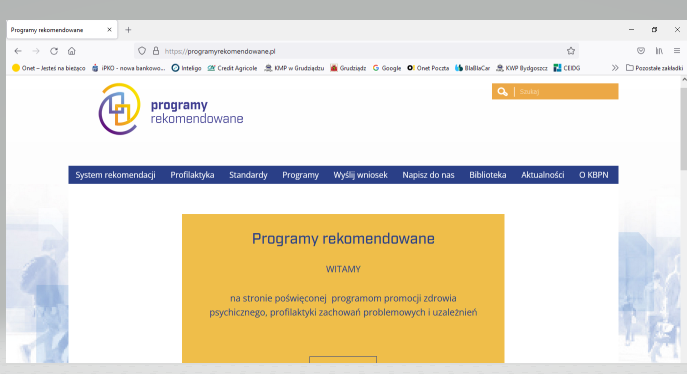 Programy rekomendowane
https://programyrekomendowane.pl
Onet – Jesteś na bieżąco
iPKO - nowa bankowo...
Inteligo
Credit Agricole
KMP w Grudziądzu
Grudziądz
Google
Onet Poczta
BlaBlaCar
KWP Bydgoszcz
CEIDG
Pozostałe zakładki
programy
rekomendowane
Szukaj
System rekomendacji
Profilaktyka
Standardy
Programy
Wyślij wniosek
Napisz do nas
Biblioteka
Aktualności
O KBPN
Programy rekomendowane
WITAMY
na stronie poświęconej programom promocji zdrowia
psychicznego, profilaktyki zachowań problemowych i uzależnień